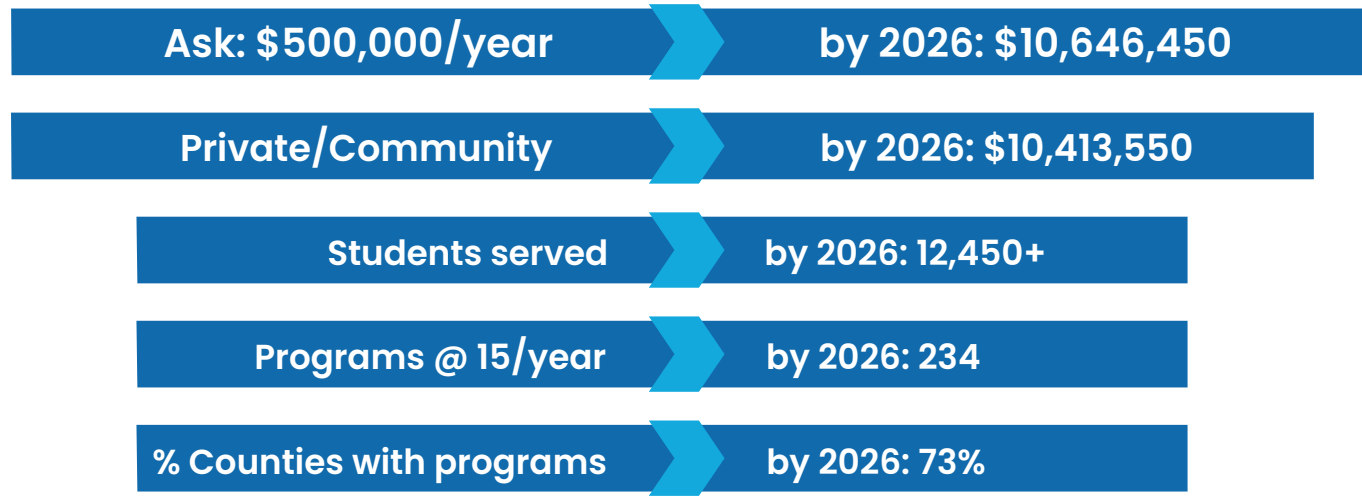 Ask: $500,000/year by 2026: $10,646,450
Private/Community by 2026: $10,413,550
Students served by 2026: 12,450+
Programs @ 15/year by 2026: 234
% Counties with programs by 2026: 73%